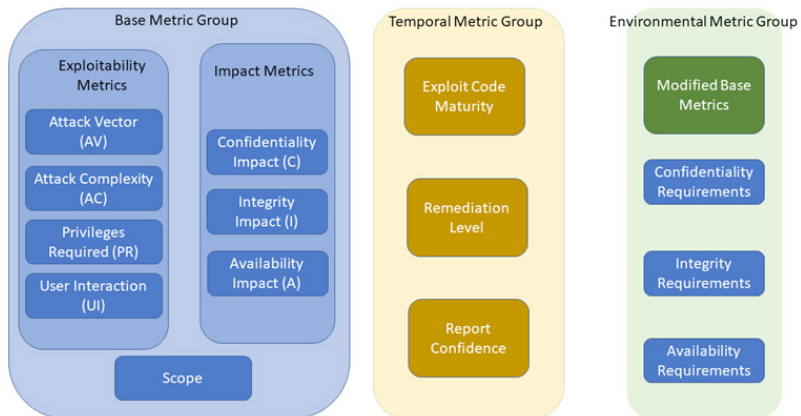 Base Metric Group
Exploitability
Metrics
Attack Vector
(AV)
Attack Complexity
(AC)
Privileges
Required (PR)
User Interaction
(UI)
Impact Metrics
Confidentiality
Impact (C)
Integrity
Impact (I)
Availability
Impact (A)
Scope
Temporal Metric Group
Exploit Code
Maturity
Remediation
Level
Report
Confidence
Environmental Metric Group
Modified Base
Metrics
Confidentiality
Requirements
Integrity
Requirements
Availability
Requirements